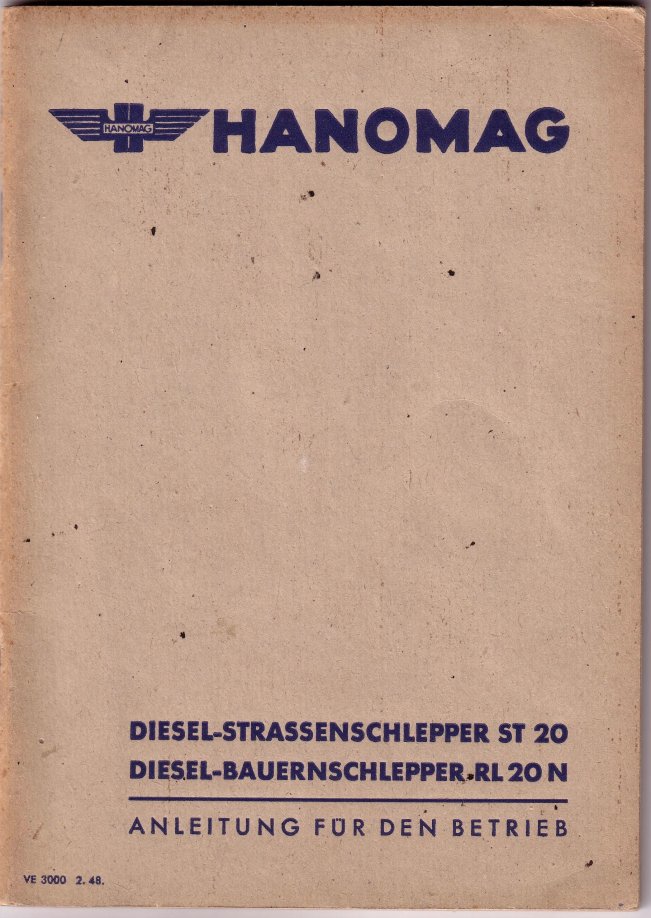 HANOMAG
HANOMAG
DIESEL-STRASSENSCHLEPPER ST 20
DIESEL-BAUERNSCHLEPPER RL 20 N
ANLEITUNG FÜR DEN BETRIEB
VE 3000 2. 48.